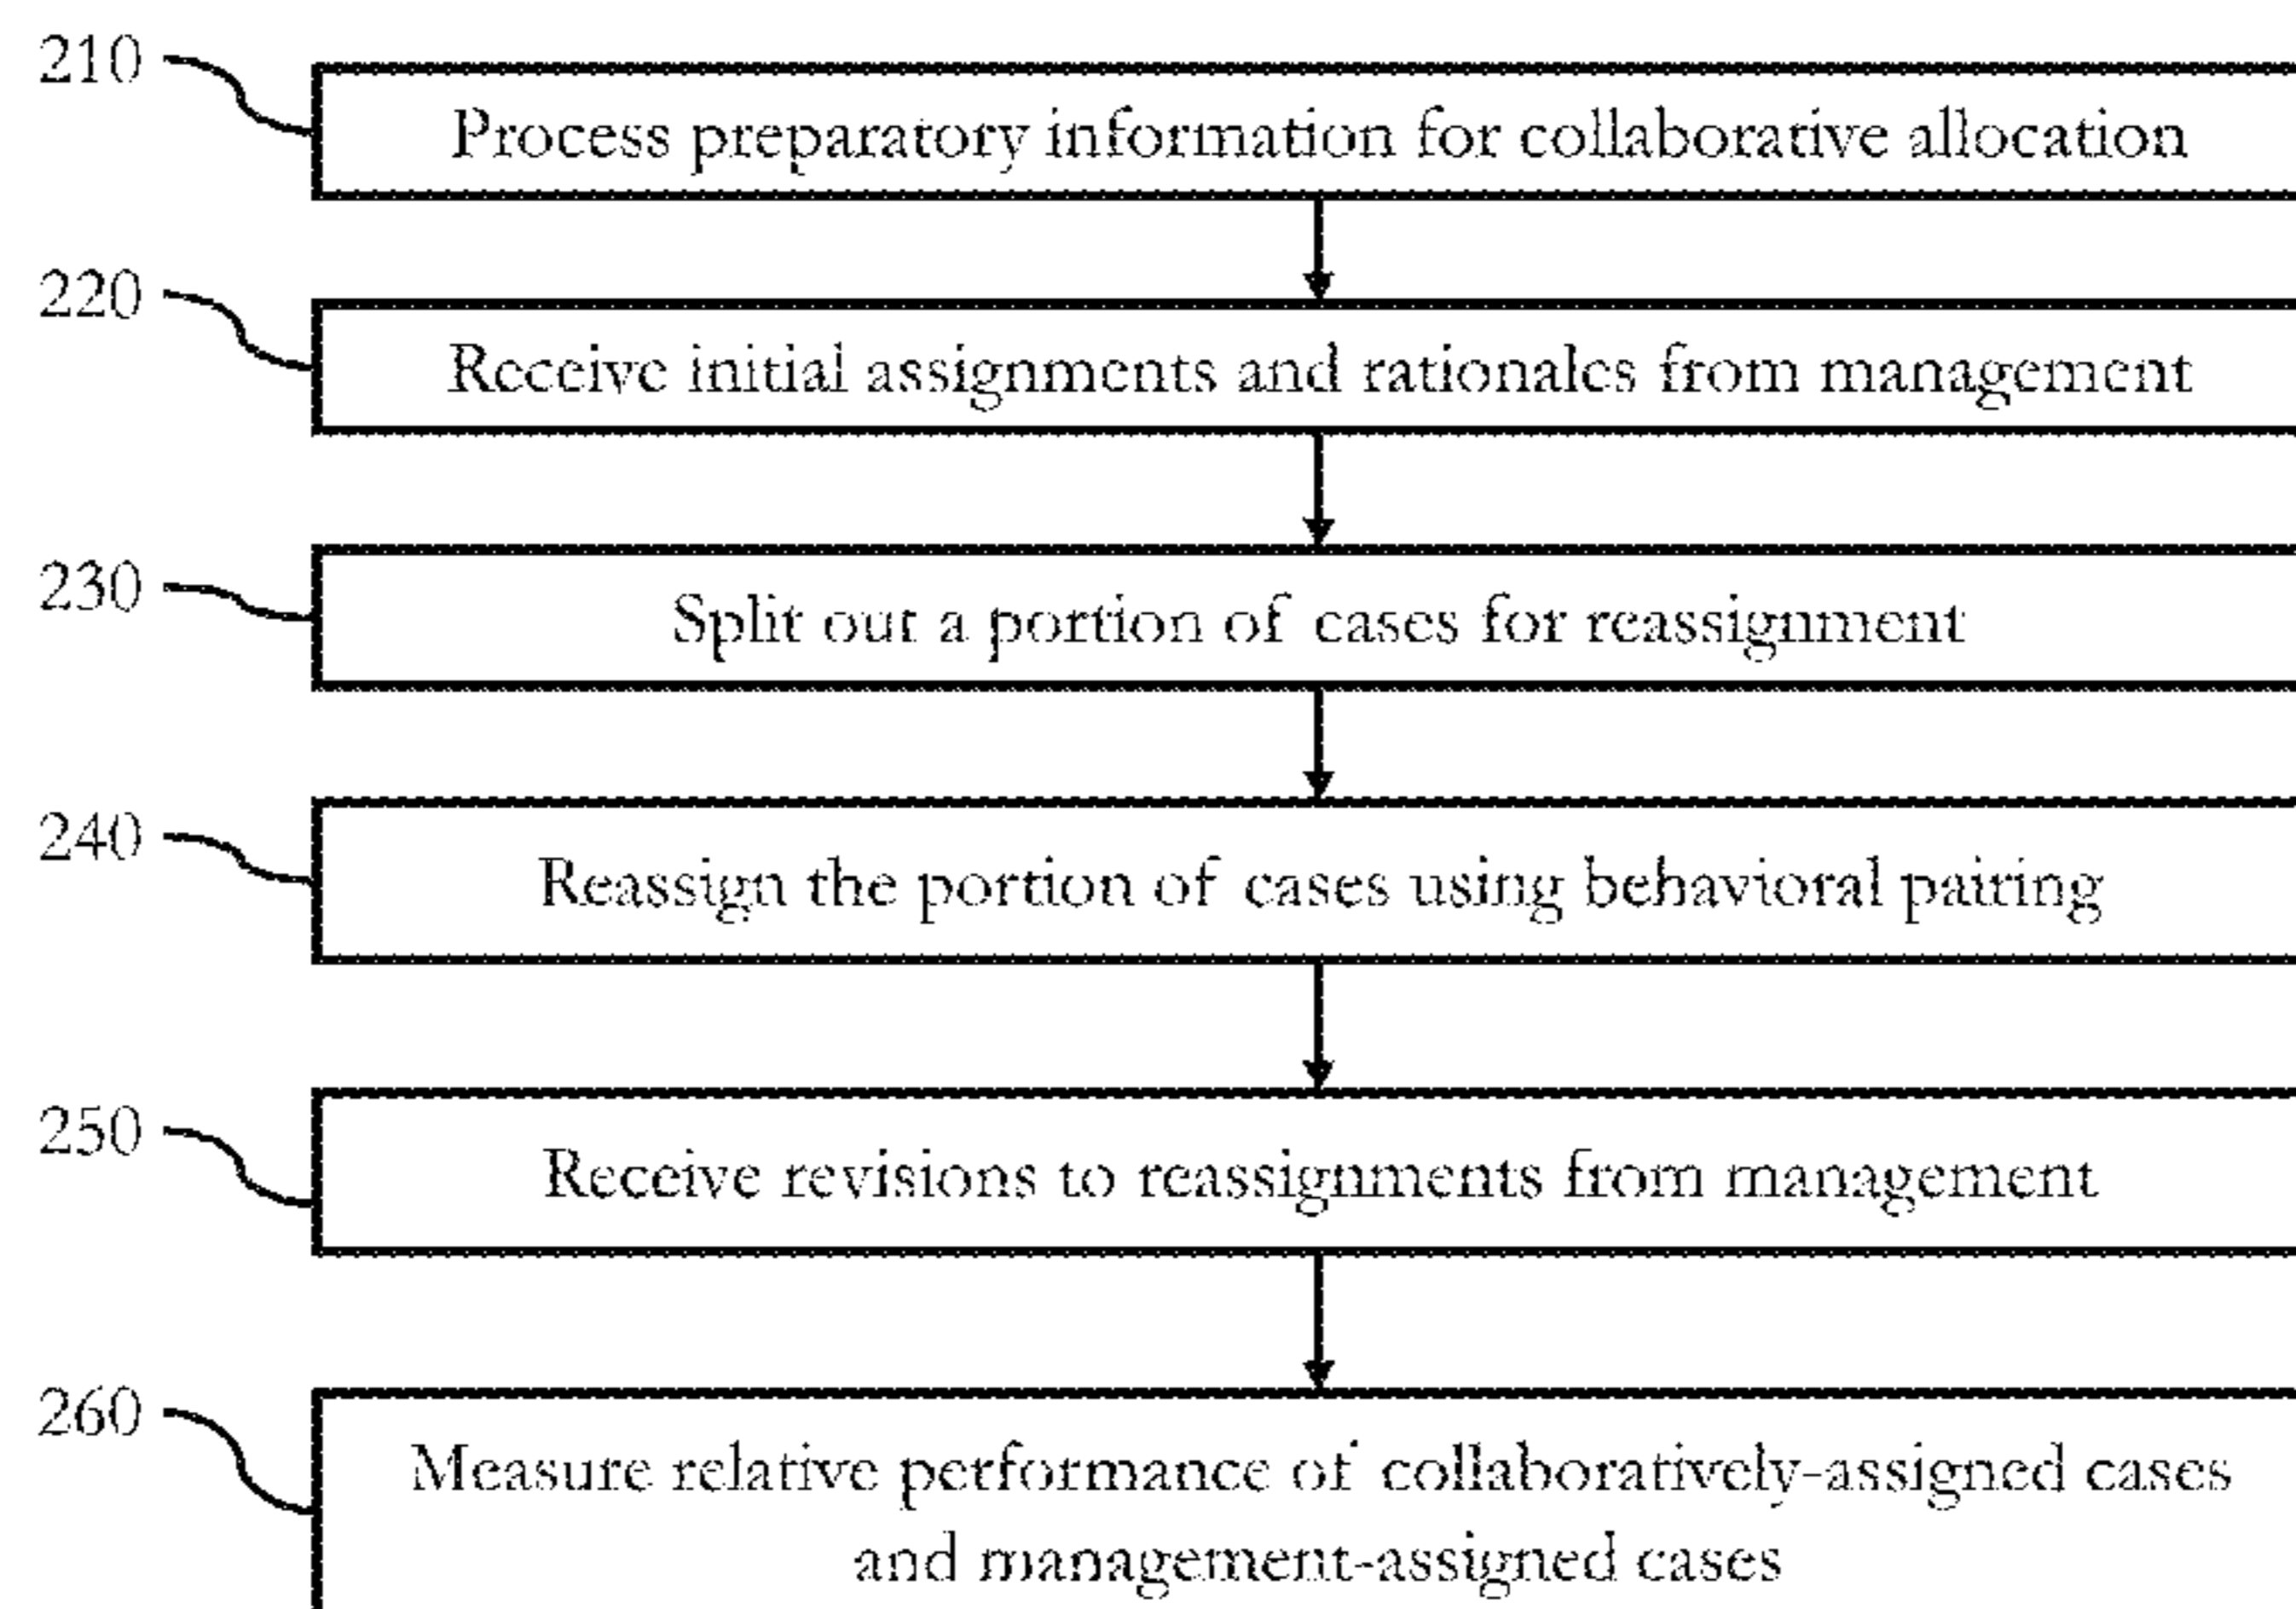 210
Process preparatory information for collaborative allocation
220
Receive initial assignments and rationales from management
230
Split out a portion of cases for reassignment
240
Reassign the portion of cases using behavioral pairing
250
Receive revisions to reassignments from management
260
Measure relative performance of collaboratively-assigned cases
and management-assigned cases